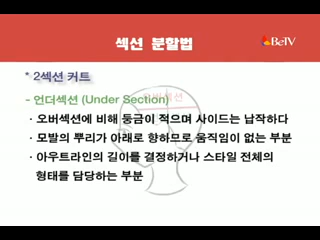 섹션 분할법
BeTV
* 2섹션 커트
- 언더섹션 (Under Section)
· 오버섹션에 비해 둥금이 적으며 사이드는 납작하다
· 모발의 뿌리가 아래로 향하므로 움직임이 없는 부분
· 아우트라인의 길이를 결정하거나 스타일 전체의
형태를 담당하는 부분